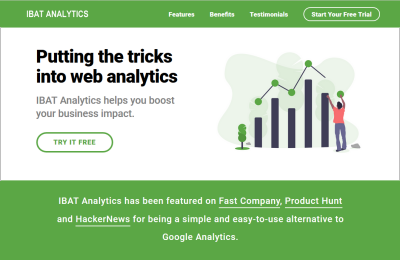 IBAT ANALYTICS
Features Benefits Testimonials Start Your Free Trial
Putting the tricks
into web analytics
IBAT Analytics helps you boost
your business impact.
TRY IT FREE
IBAT Analytics has been featured on Fast Company, Product Hunt
and HackerNews for being a simple and easy-to-use alternative to
Google Analytics.